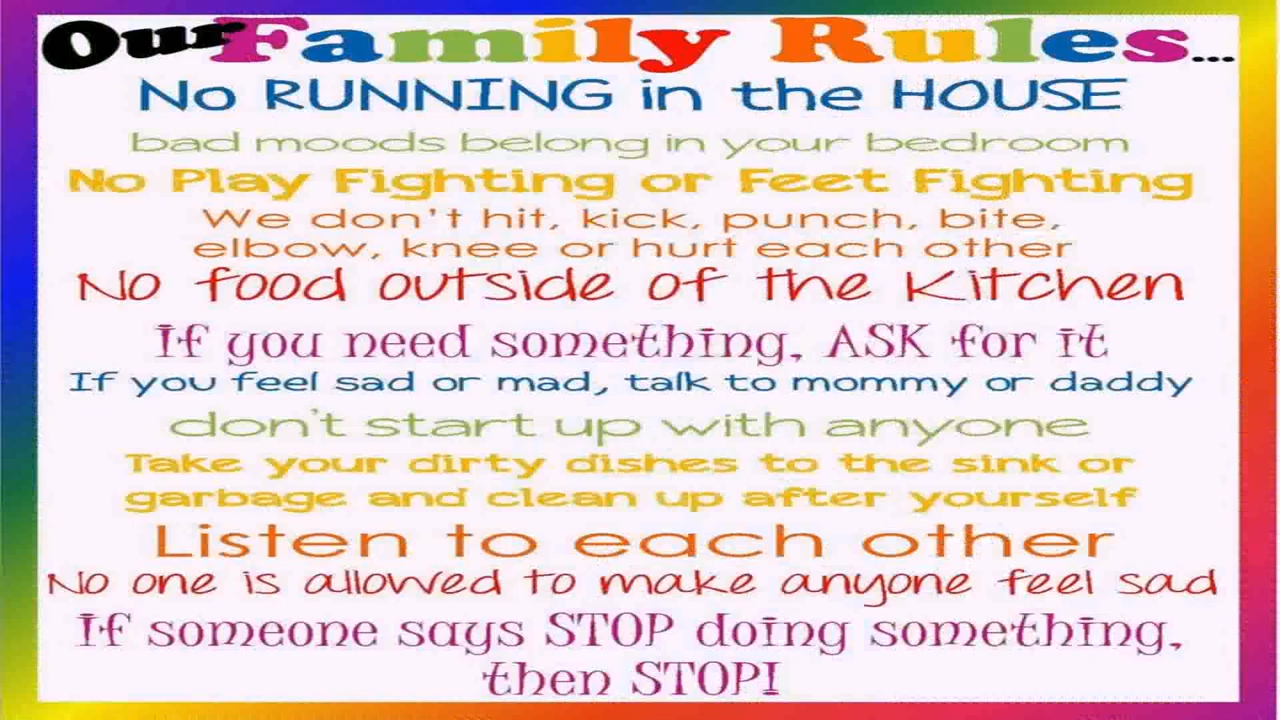 Our Family Rules...
No RUNNING in the HOUSE
bad moods belong in your bedroom
No Play Fighting or Feet Fighting
We don't hit, kick, punch, bite,
elbow, knee or hurt each other
No food outside of the Kitchen
If you need something, ASK for it
If you feel sad or mad, talk to mommy or daddy
don't start up with anyone
Take your dirty dishes to the sink or
garbage and clean up after yourself
Listen to each other
No one is allowed to make anyone feel sad
If someone says STOP doing something,
then STOP!